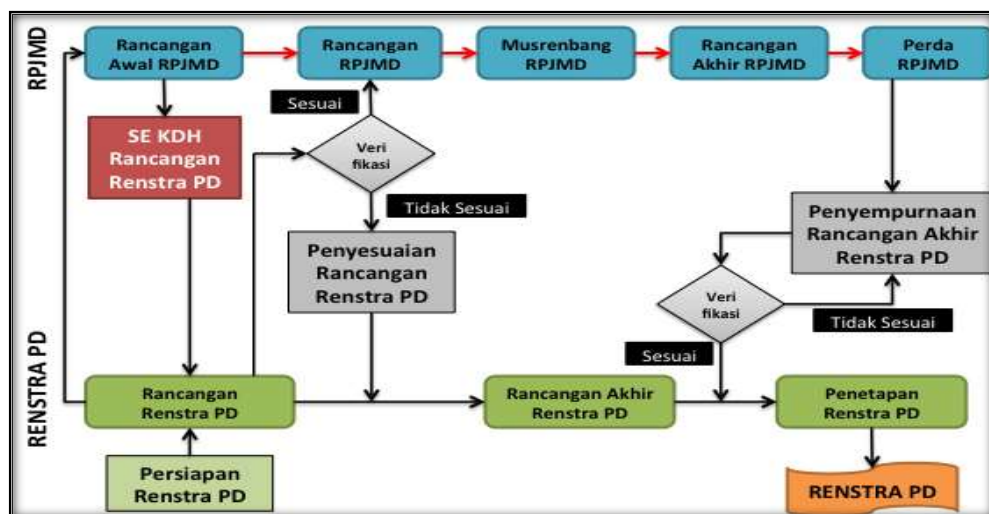 RPJMD
Rancangan
Awal RPJMD
Rancangan
RPJMD
Musrenbang
RPJMD
Rancangan
Akhir RPJMD
Perda
RPJMD
Sesuai
SE KDH
Rancangan
Renstra PD
Veri
fikasi
Tidak Sesuai
Penyesuaian
Rancangan
Renstra PD
Penyempurnaan
Rancangan Akhir
Renstra PD
Veri
fikasi
Tidak Sesuai
Sesuai
RENSTRA PD
Rancangan
Renstra PD
Rancangan Akhir
Renstra PD
Penetapan
Renstra PD
Persiapan
Renstra PD
RENSTRA PD